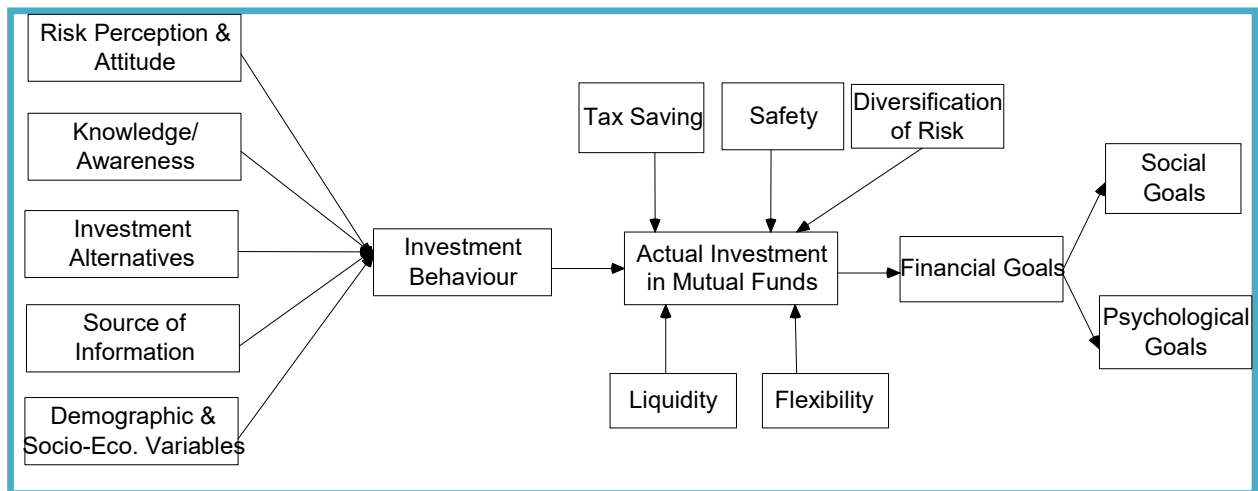 Risk Perception &
Attitude
Knowledge/
Awareness
Investment
Alternatives
Source of
Information
Demographic &
Socio-Eco. Variables
Investment
Behaviour
Tax Saving
Safety
Diversification
of Risk
Actual Investment
in Mutual Funds
Liquidity
Flexibility
Financial Goals
Social
Goals
Psychological
Goals